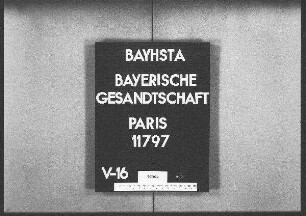 BAYHSTA
BAYERISCHE
GESANDTSCHAFT
PARIS
11797
V-16